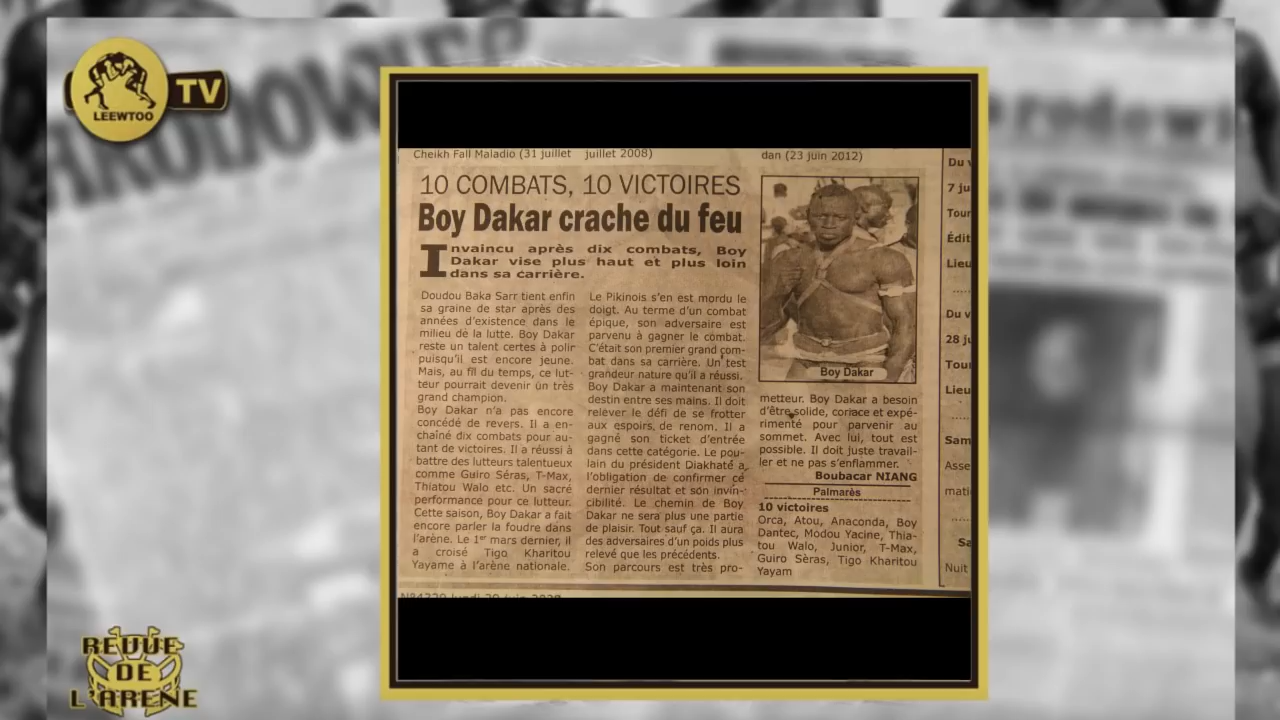 LEEWTOO
TV
Cheikh Fall Maladio (31 juillet juillet 2008)
dan (23 juin 2012)
10 COMBATS, 10 VICTOIRES
Boy Dakar crache du feu
Invaincu après dix combats, Boy
Dakar vise plus haut et plus loin
dans sa carrière.
Doudou Baka Sarr tient enfin
sa graine de star après des
années d'existence dans le
milieu de la lutte. Boy Dakar
reste un talent certes à polir
puisqu'il est encore jeune.
Mais, au fil du temps, ce lut-
teur pourrait devenir un très
grand champion.
Boy Dakar n'a pas encore
concédé de revers. Il a en-
chaîné dix combats pour au-
tant de victoires. Il a réussi à
battre des lutteurs talentueux
comme Guiro Séras, T-Max,
Thiatou Walo etc. Un sacré
performance pour ce lutteur.
Cette saison, Boy Dakar a fait
encore parler la foudre dans
l'arène. Le 1er mars dernier, il
a croisé Tigo Kharitou
Yayame à l'arène nationale.
Le Pikinois s'en est mordu le
doigt. Au terme d'un combat
épique, son adversaire est
parvenu à gagner le combat.
C'était son premier grand com-
bat dans sa carrière. Un test
grandeur nature qu'il a réussi.
Boy Dakar a maintenant son
destin entre ses mains. Il doit
relever le défi de se frotter
aux espoirs, de renom. Il a
gagné son ticket d'entrée
dans cette catégorie. Le pou-
lain du président Diakhaté a
l'obligation de confirmer ce
dernier résultat et son invin-
cibilité. Le chemin de Boy
Dakar ne sera plus une partie
de plaisir. Tout sauf ça. Il aura
des adversaires d'un poids plus
relevé que les précédents.
Son parcours est très pro-
Boy Dakar
metteur. Boy Dakar a besoin
d'être solide, coriace et expé-
rimenté pour parvenir au
sommet. Avec lui, tout est
possible. Il doit juste travail-
ler et ne pas s'enflammer.
Boubacar NIANG
Palmarès
10 victoires
Orca, Atou, Anaconda, Boy
Dantec, Modou Yacine, Thia-
tou Walo, Junior, T-Max,
Guiro Sèras, Tigo Kharitou
Yayam
Du
7 ju
Tour
Édit
Lieu
Du v
28 ju
Tour
Lieu
Sam
Asse
mati
Sa
Nuit
REVUE
DE
L'ARENE